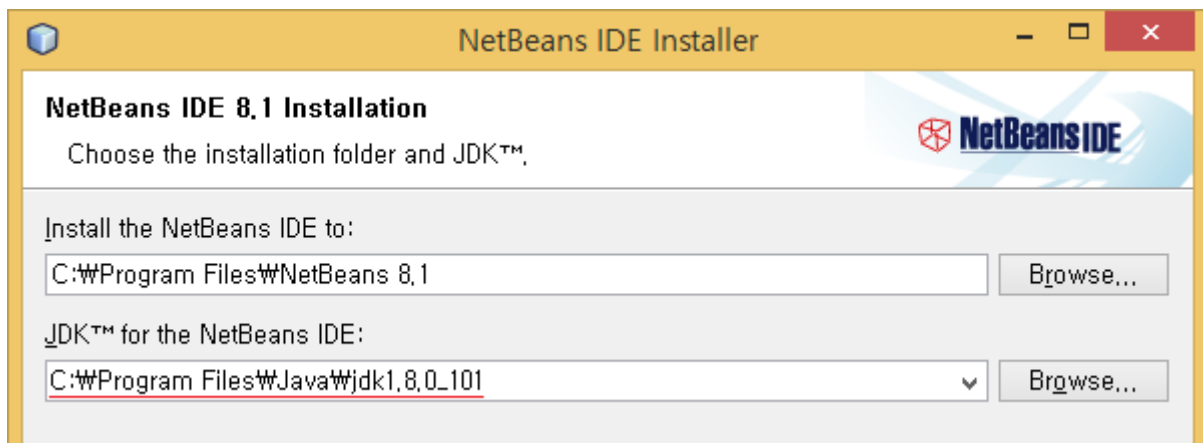 NetBeans IDE Installer
NetBeans IDE 8.1 Installation
Choose the installation folder and JDK™.
NetBeans IDE
Install the NetBeans IDE to:
C:₩Program Files₩NetBeans 8.1
Browse...
JDK™ for the NetBeans IDE:
C:₩Program Files₩Java₩jdk1.8.0_101
Browse...